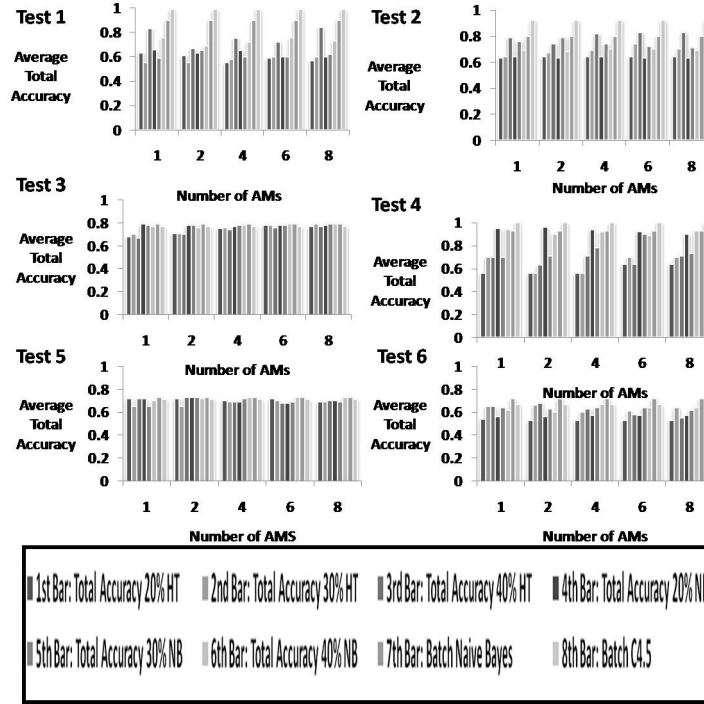 Test 1
Average
Total
Accuracy
1
0.8
0.6
0.4
0.2
0
1 2 4 6 8
Number of AMs
Test 2
Average
Total
Accuracy
1
0.8
0.6
0.4
0.2
0
1 2 4 6 8
Number of AMs
Test 3
Average
Total
Accuracy
1
0.8
0.6
0.4
0.2
0
1 2 4 6 8
Number of AMs
Test 4
Average
Total
Accuracy
1
0.8
0.6
0.4
0.2
0
1 2 4 6 8
Number of AMs
Test 5
Average
Total
Accuracy
1
0.8
0.6
0.4
0.2
0
1 2 4 6 8
Number of AMS
Test 6
Average
Total
Accuracy
1
0.8
0.6
0.4
0.2
0
1 2 4 6 8
Number of AMs
1st Bar: Total Accuracy 20% HT 2nd Bar: Total Accuracy 30% HT 3rd Bar: Total Accuracy 40% HT 4th Bar: Total Accuracy 20%
5th Bar: Total Accuracy 30% NB 6th Bar: Total Accuracy 40% NB 7th Bar: Batch Naive Bayes 8th Bar: Batch C4.5